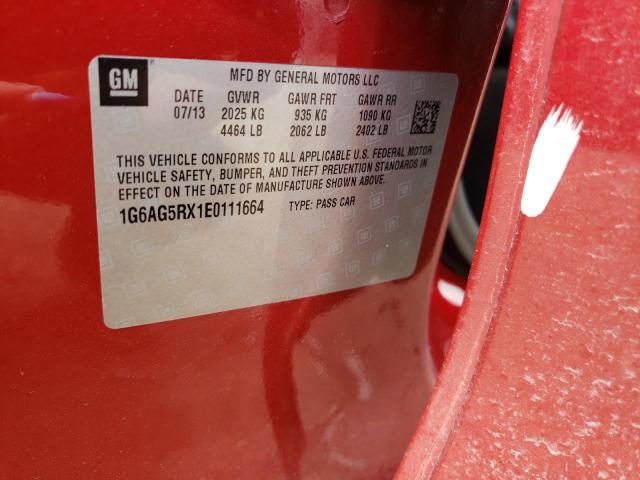 GM
MFD BY GENERAL MOTORS LLC
DATE GVWR GAWR FRT GAWR RR
07/13 2025 KG 935 KG 1090 KG
4464 LB 2062 LB 2402 LB
THIS VEHICLE CONFORMS TO ALL APPLICABLE U.S. FEDERAL MOTOR
VEHICLE SAFETY, BUMPER, AND THEFT PREVENTION STANDARDS IN
EFFECT ON THE DATE OF MANUFACTURE SHOWN ABOVE.
1G6AG5RX1E0111664 TYPE: PASS CAR